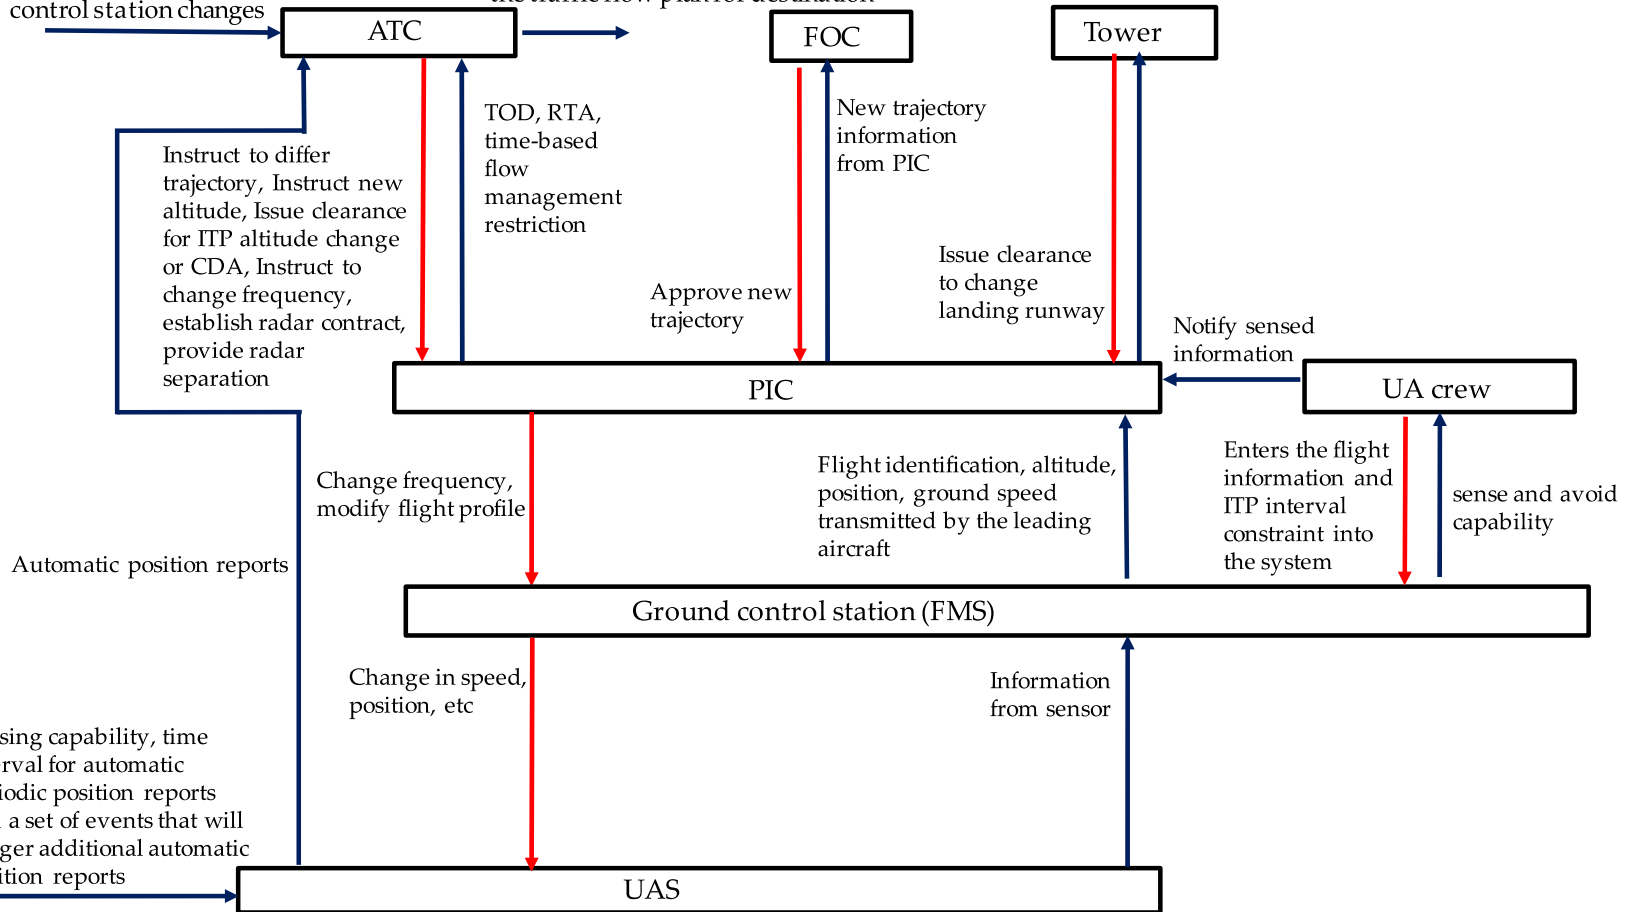 control station changes
ATC
FOC
Tower
TOD, RTA,
time-based
flow
management
restriction
New trajectory
information
from PIC
Instruct to differ
trajectory, Instruct new
altitude, Issue clearance
for ITP altitude change
or CDA, Instruct to
change frequency,
establish radar contract,
provide radar
separation
Approve new
trajectory
Issue clearance
to change
landing runway
Notify sensed
information
PIC
UA crew
Change frequency,
modify flight profile
Flight identification, altitude,
position, ground speed
transmitted by the leading
aircraft
Enters the flight
information and
ITP interval
constraint into
the system
sense and avoid
capability
Automatic position reports
Ground control station (FMS)
Change in speed,
position, etc
Information
from sensor
capability, time
for automatic
position reports
a set of events that will
additional automatic
reports
UAS